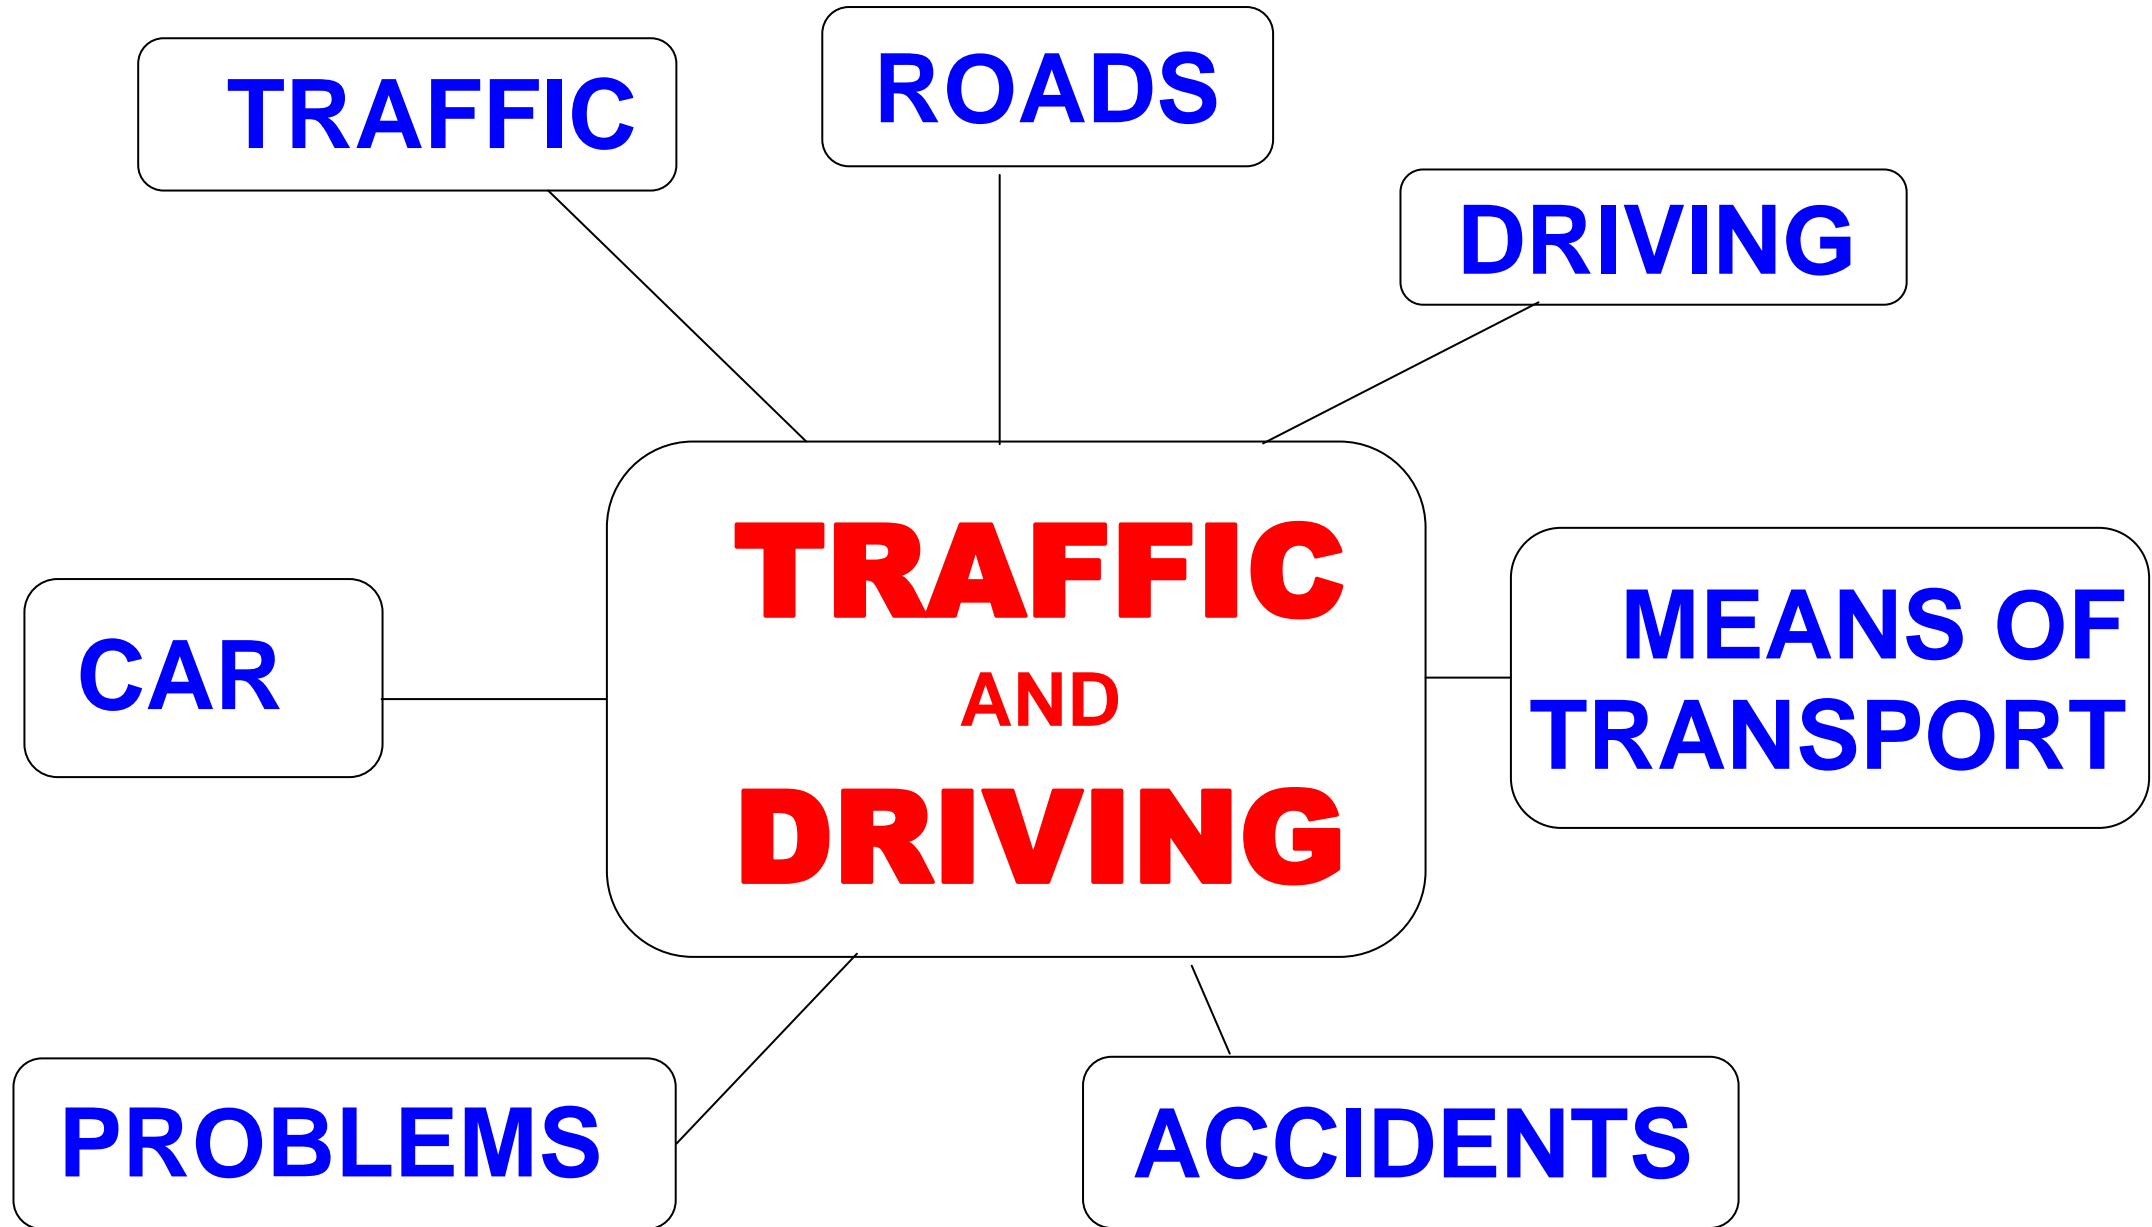 TRAFFIC
ROADS
DRIVING
TRAFFIC
AND
DRIVING
CAR
MEANS OF
TRANSPORT
PROBLEMS
ACCIDENTS